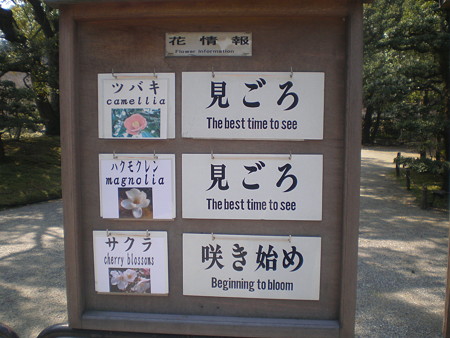 花情報
Flower Information
ツバキ
camellia
見ごろ
The best time to see
ハクモクレン
magnolia
見ごろ
The best time to see
サクラ
cherry blossoms
咲き始め
Beginning to bloom